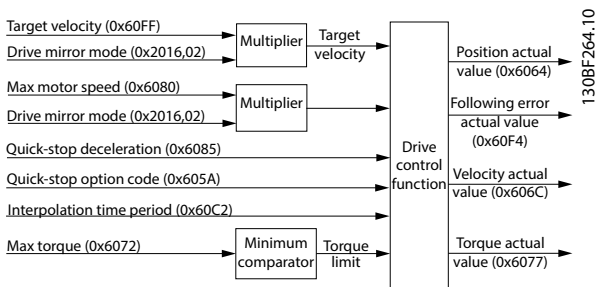 Target velocity (0x60FF)
Drive mirror mode (0x2016,02)
Multiplier
Target
velocity
Max motor speed (0x6080)
Drive mirror mode (0x2016,02)
Multiplier
Quick-stop deceleration (0x6085)
Quick-stop option code (0x605A)
Interpolation time period (0x60C2)
Max torque (0x6072)
Minimum
comparator
Torque
limit
Drive
control
function
Position actual
value (0x6064)
Following error
actual value
(0x60F4)
Velocity actual
value (0x606C)
Torque actual
value (0x6077)
130BF264.10